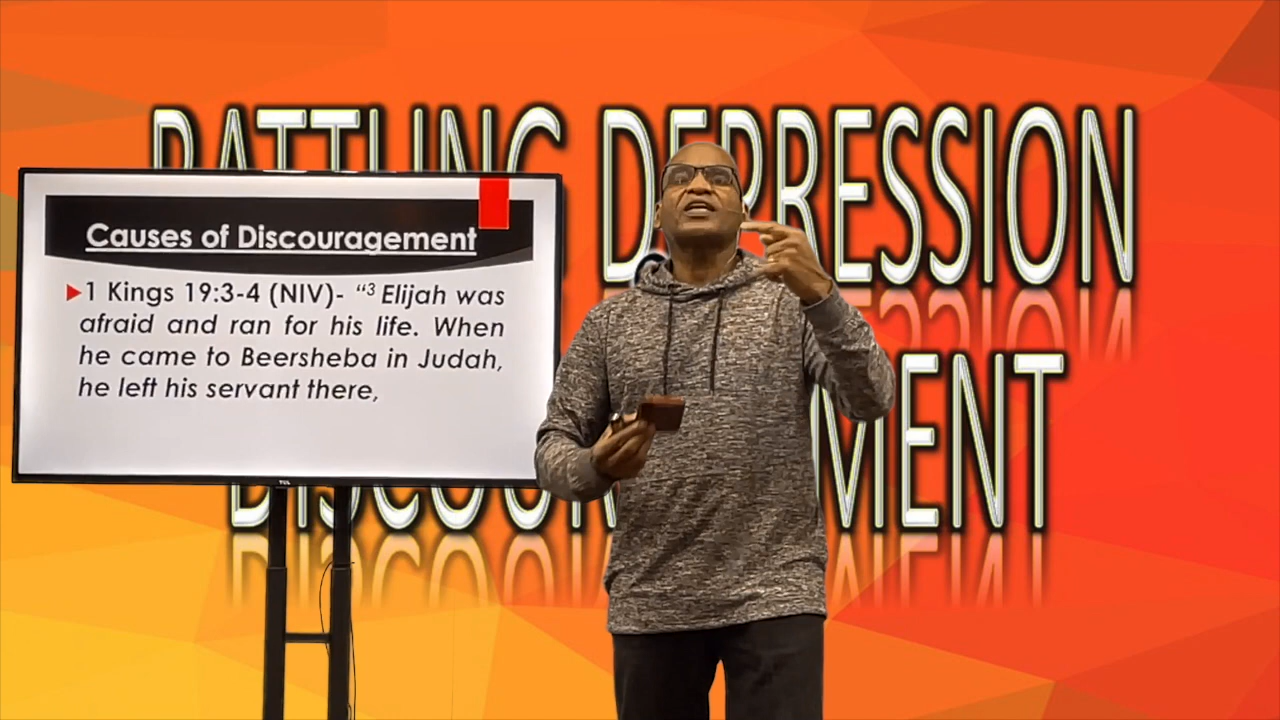 BATTLING DEPRESSION
Causes of Discouragement
1 Kings 19:3-4 (NIV)- “³ Elijah was
afraid and ran for his life. When
he came to Beersheba in Judah,
he left his servant there,
TCL